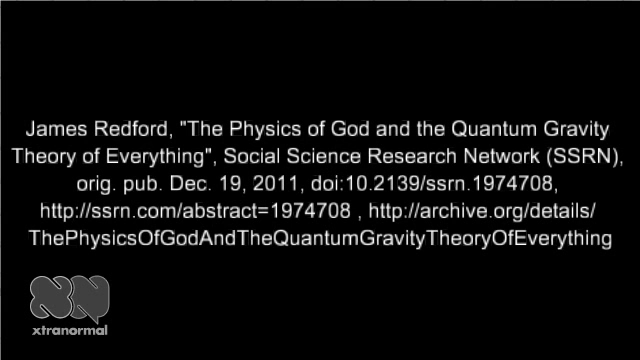 James Redford, "The Physics of God and the Quantum Gravity
Theory of Everything", Social Science Research Network (SSRN),
orig. pub. Dec. 19, 2011, doi:10.2139/ssrn.1974708,
http://ssrn.com/abstract=1974708 , http://archive.org/details/
ThePhysicsOfGodAndTheQuantumGravityTheoryOfEverything
xtranormal